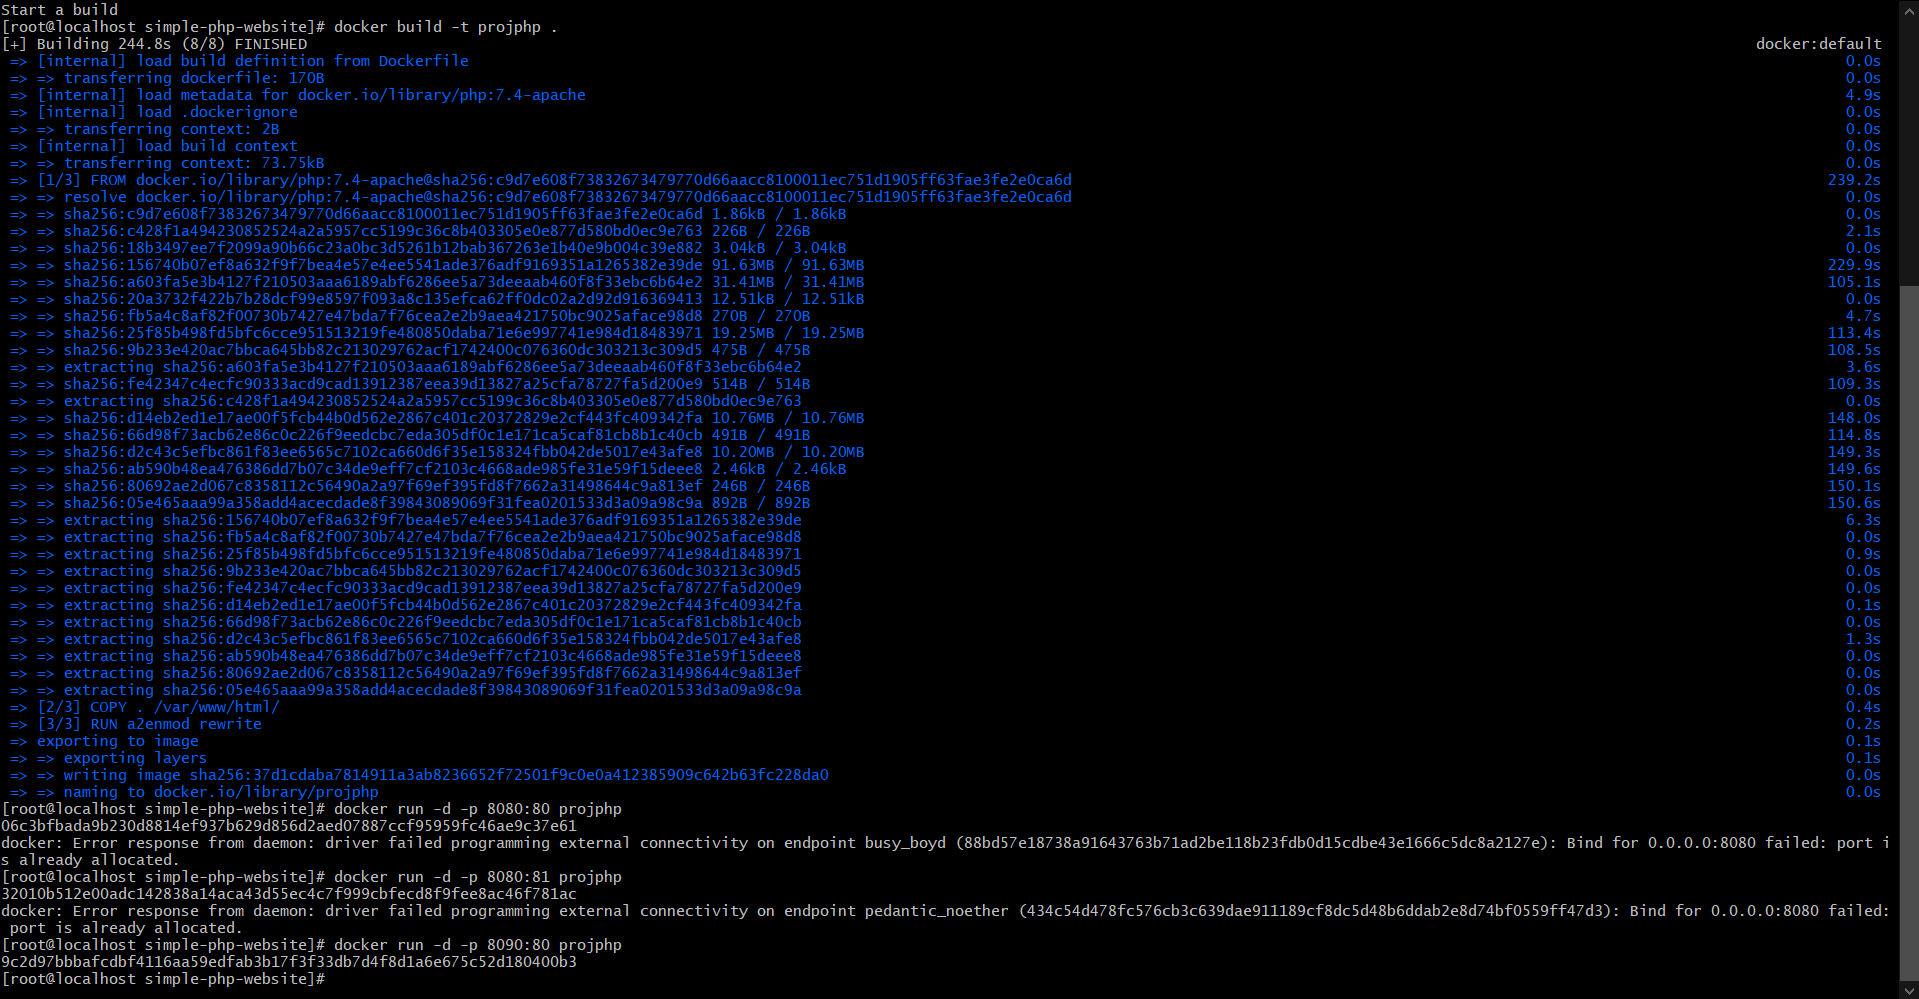 Start a build
[root@localhost simple-php-website]# docker build -t projphp .
[+] Building 244.8s (8/8) FINISHED docker:default
=> [internal] load build definition from Dockerfile 0.0s
=> => transferring dockerfile: 170B 0.0s
=> [internal] load metadata for docker.io/library/php:7.4-apache 4.9s
=> [internal] load .dockerignore 0.0s
=> => transferring context: 2B 0.0s
=> [internal] load build context 0.0s
=> => transferring context: 73.75kB 0.0s
=> [1/3] FROM docker.io/library/php:7.4-apache@sha256:c9d7e608f73832673479770d66aacc8100011ec751d1905ff63fae3fe2e0ca6d 239.2s
=> => resolve docker.io/library/php:7.4-apache@sha256:c9d7e608f73832673479770d66aacc8100011ec751d1905ff63fae3fe2e0ca6d 0.0s
=> => sha256:c9d7e608f73832673479770d66aacc8100011ec751d1905ff63fae3fe2e0ca6d 1.86kB / 1.86kB 0.0s
=> => sha256:c428f1a494230852524a2a5957cc5199c36c8b403305e0e877d580bd0ec9e763 226B / 226B 2.1s
=> => sha256:18b3497ee7f2099a90b66c23a0bc3d5261b12bab367263e1b40e9b004c39e882 3.04kB / 3.04kB 0.0s
=> => sha256:156740b07ef8a632f9f7bea4e57e4ee5541ade376adf9169351a1265382e39de 91.63MB / 91.63MB 229.9s
=> => sha256:a603fa5e3b4127f210503aaa6189abf6286ee5a73deeaab460f8f33ebc6b64e2 31.41MB / 31.41MB 105.1s
=> => sha256:20a3732f422b7b28dcf99e8597f093a8c135efca62ff0dc02a2d92d916369413 12.51kB / 12.51kB 0.0s
=> => sha256:fb5a4c8af82f00730b7427e47bda7f76cea2e2b9aea421750bc9025aface98d8 270B / 270B 4.7s
=> => sha256:25f85b498fd5bfc6cce951513219fe480850daba71e6e997741e984d18483971 19.25MB / 19.25MB 113.4s
=> => sha256:9b233e420ac7bbca645bb82c213029762acf1742400c076360dc303213c309d5 475B / 475B 108.5s
=> => extracting sha256:a603fa5e3b4127f210503aaa6189abf6286ee5a73deeaab460f8f33ebc6b64e2 3.6s
=> => sha256:fe42347c4ecfc90333acd9cad13912387eea39d13827a25cfa78727fa5d200e9 514B / 514B 109.3s
=> => extracting sha256:c428f1a494230852524a2a5957cc5199c36c8b403305e0e877d580bd0ec9e763 0.0s
=> => sha256:d14eb2ed1e17ae00f5fcb44b0d562e2867c401c20372829e2cf443fc409342fa 10.76MB / 10.76MB 148.0s
=> => sha256:66d98f73acb62e86c0c226f9eedcbc7eda305df0c1e171ca5caf81cb8b1c40cb 491B / 491B 114.8s
=> => sha256:d2c43c5efbc861f83ee6565c7102ca660d6f35e158324fbb042de5017e43afe8 10.20MB / 10.20MB 149.3s
=> => sha256:ab590b48ea476386dd7b07c34de9eff7cf2103c4668ade985fe31e59f15deee8 2.46kB / 2.46kB 149.6s
=> => sha256:80692ae2d067c8358112c56490a2a97f69ef395fd8f7662a31498644c9a813ef 246B / 246B 150.1s
=> => sha256:05e465aaa99a358add4acecdade8f39843089069f31fea0201533d3a09a98c9a 892B / 892B 150.6s
=> => extracting sha256:156740b07ef8a632f9f7bea4e57e4ee5541ade376adf9169351a1265382e39de 6.3s
=> => extracting sha256:fb5a4c8af82f00730b7427e47bda7f76cea2e2b9aea421750bc9025aface98d8 0.0s
=> => extracting sha256:25f85b498fd5bfc6cce951513219fe480850daba71e6e997741e984d18483971 0.9s
=> => extracting sha256:9b233e420ac7bbca645bb82c213029762acf1742400c076360dc303213c309d5 0.0s
=> => extracting sha256:fe42347c4ecfc90333acd9cad13912387eea39d13827a25cfa78727fa5d200e9 0.0s
=> => extracting sha256:d14eb2ed1e17ae00f5fcb44b0d562e2867c401c20372829e2cf443fc409342fa 0.1s
=> => extracting sha256:66d98f73acb62e86c0c226f9eedcbc7eda305df0c1e171ca5caf81cb8b1c40cb 0.0s
=> => extracting sha256:d2c43c5efbc861f83ee6565c7102ca660d6f35e158324fbb042de5017e43afe8 1.3s
=> => extracting sha256:ab590b48ea476386dd7b07c34de9eff7cf2103c4668ade985fe31e59f15deee8 0.0s
=> => extracting sha256:80692ae2d067c8358112c56490a2a97f69ef395fd8f7662a31498644c9a813ef 0.0s
=> => extracting sha256:05e465aaa99a358add4acecdade8f39843089069f31fea0201533d3a09a98c9a 0.0s
=> [2/3] COPY . /var/www/html/ 0.4s
=> [3/3] RUN a2enmod rewrite 0.2s
=> exporting to image 0.1s
=> => exporting layers 0.1s
=> => writing image sha256:37d1cdaba7814911a3ab8236652f72501f9c0e0a412385909c642b63fc228da0 0.0s
=> => naming to docker.io/library/projphp 0.0s
[root@localhost simple-php-website]# docker run -d -p 8080:80 projphp
06c3bfbada9b230d8814ef937b629d856d2aed07887ccf95959fc46ae9c37e61
docker: Error response from daemon: driver failed programming external connectivity on endpoint busy_boyd (88bd57e18738a91643763b71ad2be118b23fdb0d15cdbe43e1666c5dc8a2127e): Bind for 0.0.0.0:8080 failed: port i
s already allocated.
[root@localhost simple-php-website]# docker run -d -p 8080:81 projphp
32010b512e00adc142838a14aca43d55ec4c7f999cbfecd8f9fee8ac46f781ac
docker: Error response from daemon: driver failed programming external connectivity on endpoint pedantic_noether (434c54d478fc576cb3c639dae911189cf8dc5d48b6ddab2e8d74bf0559ff47d3): Bind for 0.0.0.0:8080 failed:
port is already allocated.
[root@localhost simple-php-website]# docker run -d -p 8090:80 projphp
9c2d97bbbafcdbf4116aa59edfab3b17f3f33db7d4f8d1a6e675c52d180400b3
[root@localhost simple-php-website]#